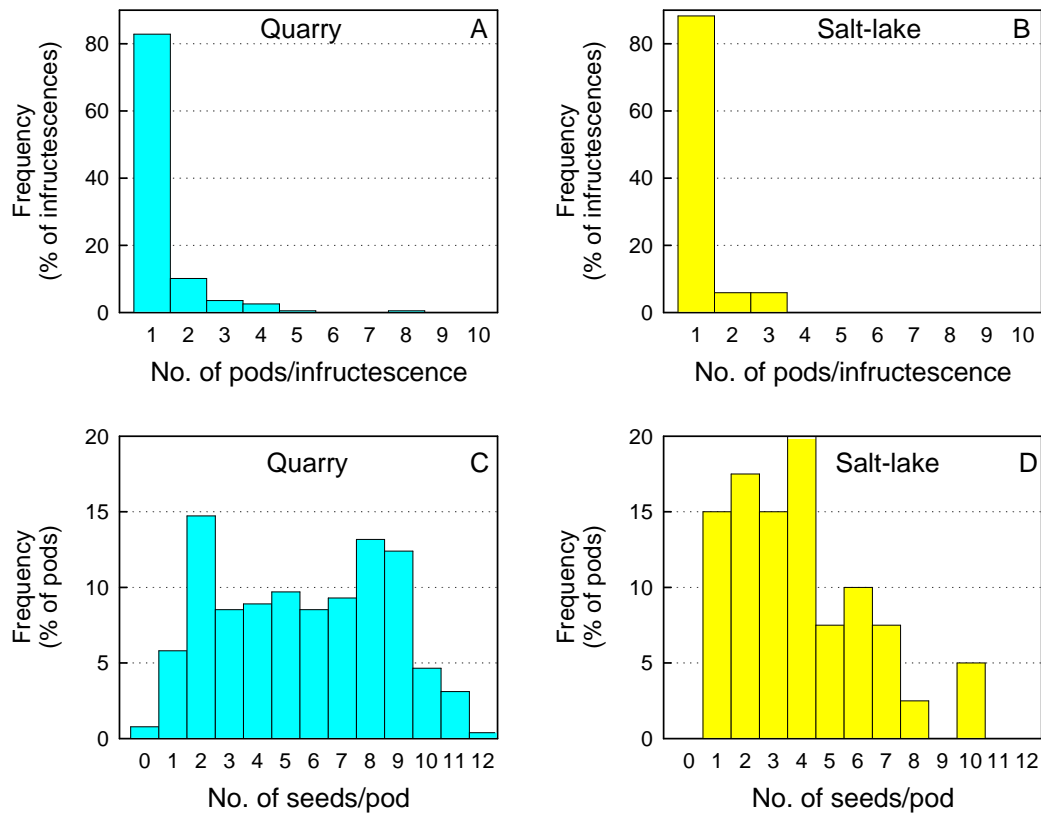 Quarry A
80
60
40
20
0
Frequency
(% of infructescences)
1 2 3 4 5 6 7 8 9 10
No. of pods/infructescence
Salt-lake B
80
60
40
20
0
Frequency
(% of infructescences)
1 2 3 4 5 6 7 8 9 10
No. of pods/infructescence
Quarry C
20
15
10
5
0
Frequency
(% of pods)
0 1 2 3 4 5 6 7 8 9 10 11 12
No. of seeds/pod
Salt-lake D
20
15
10
5
0
Frequency
(% of pods)
0 1 2 3 4 5 6 7 8 9 10 11 12
No. of seeds/pod